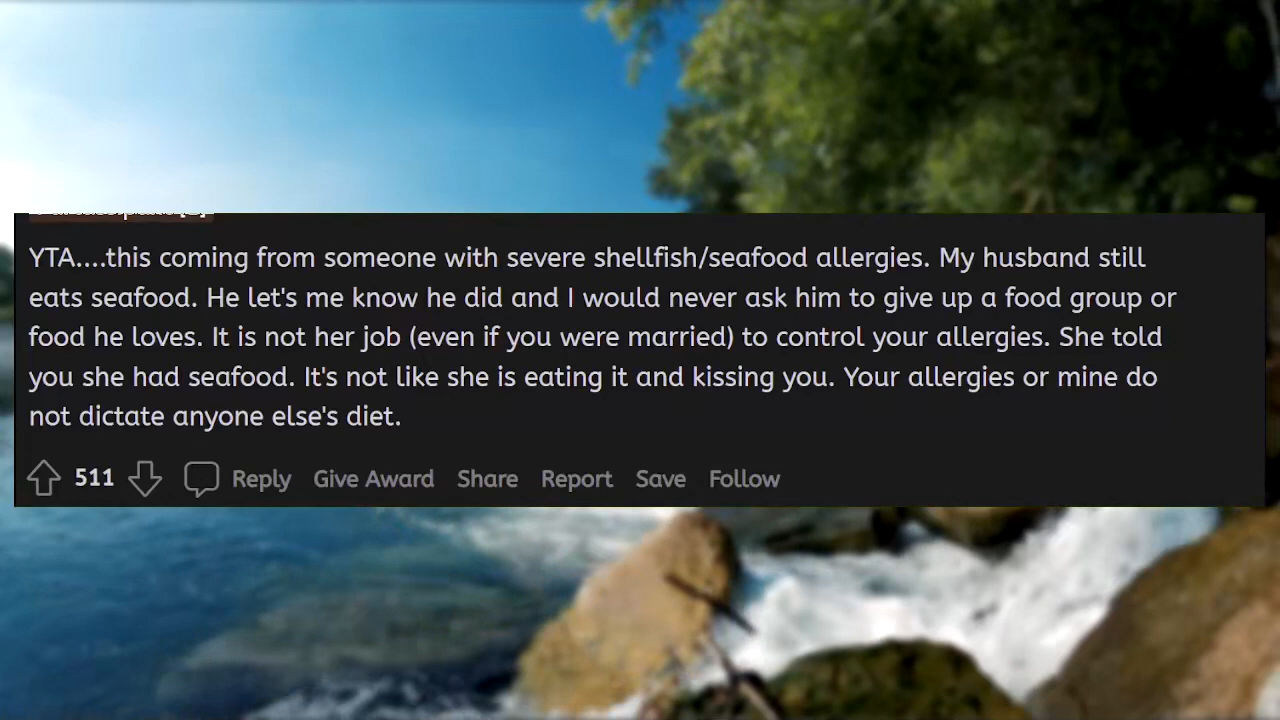 YTA....this coming from someone with severe shellfish/seafood allergies. My husband still
eats seafood. He let's me know he did and I would never ask him to give up a food group or
food he loves. It is not her job (even if you were married) to control your allergies. She told
you she had seafood. It's not like she is eating it and kissing you. Your allergies or mine do
not dictate anyone else's diet.
511 Reply Give Award Share Report Save Follow